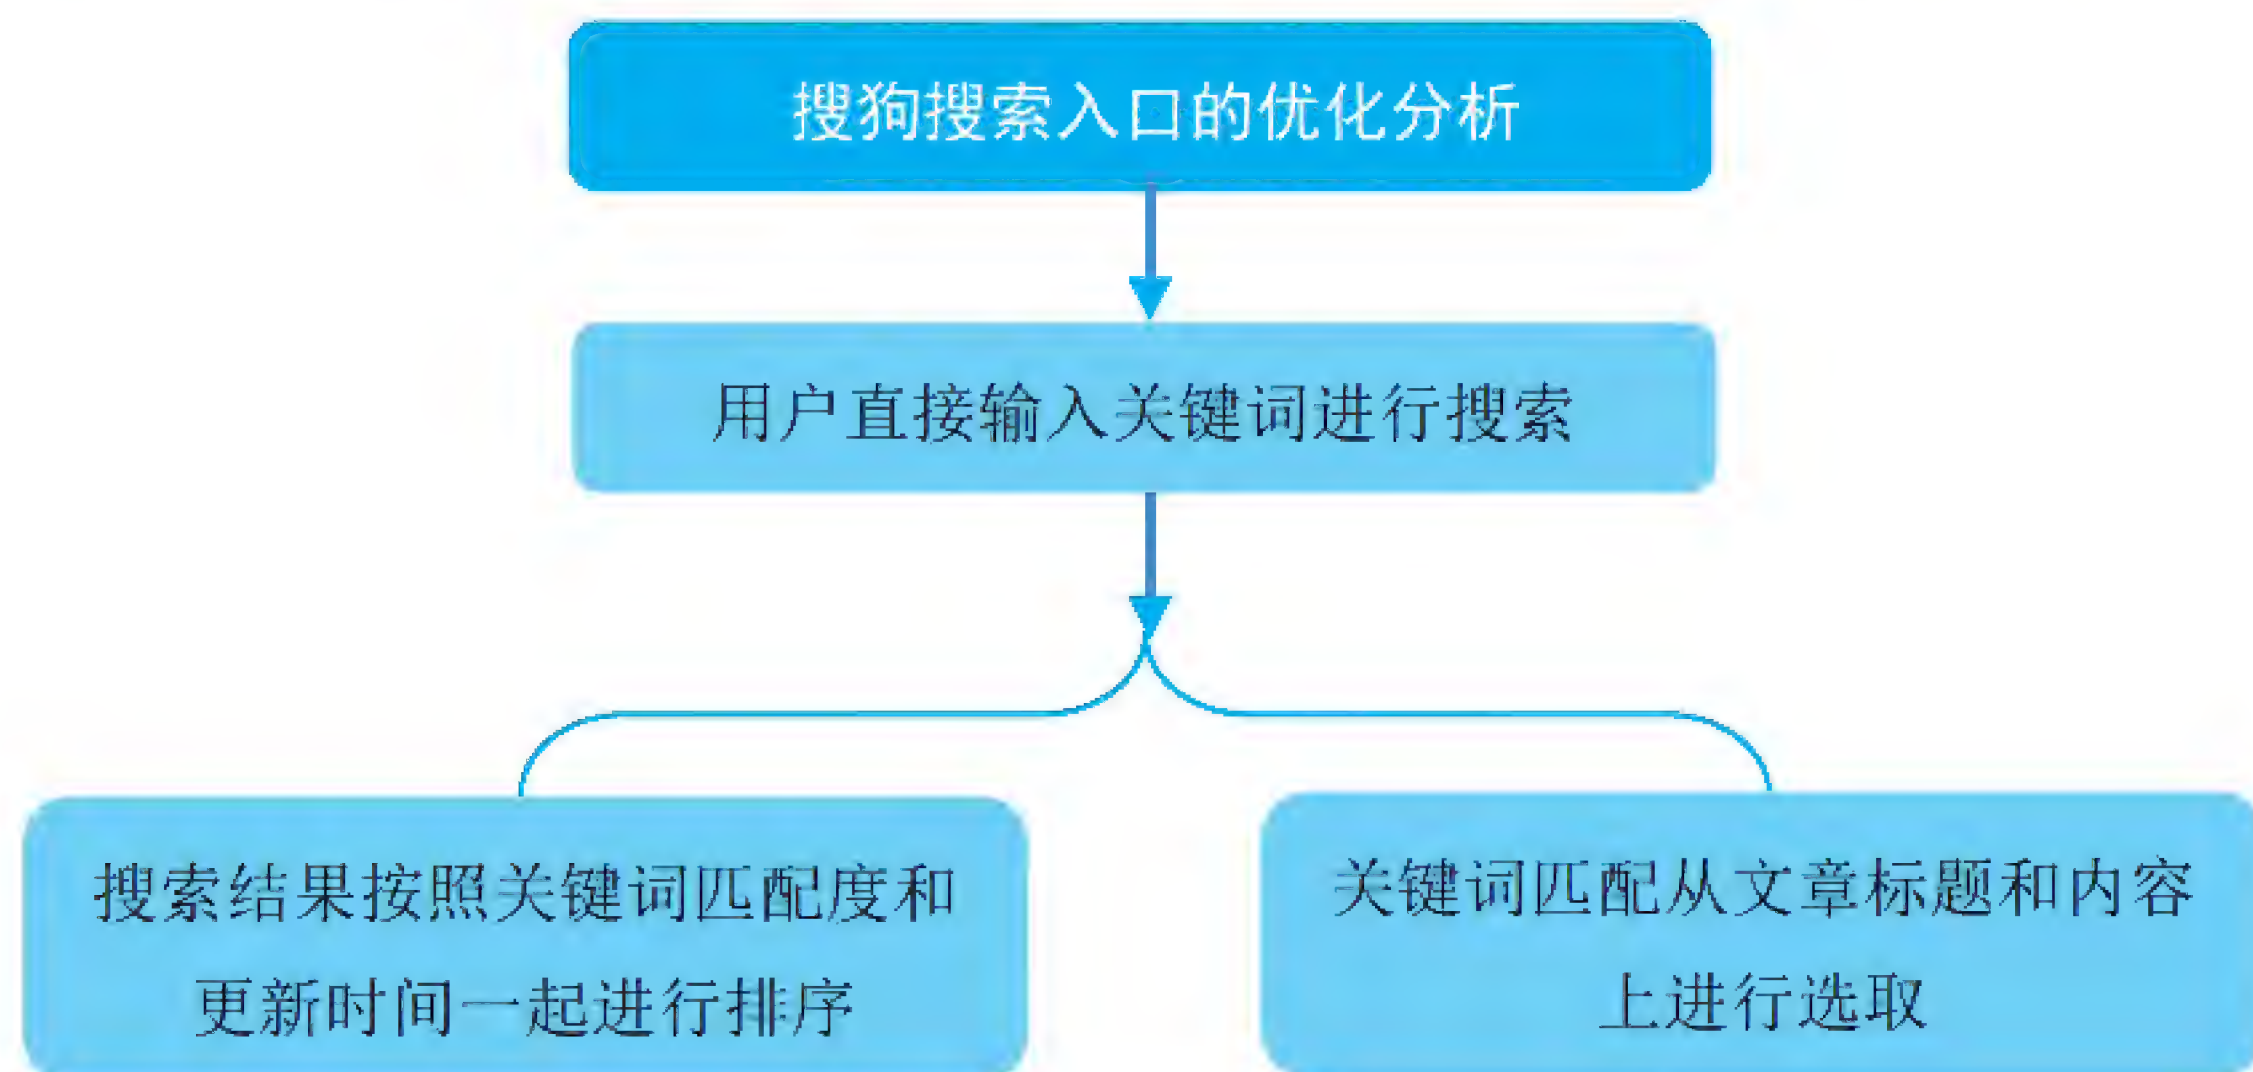 搜狗搜索入口的优化分析
用户直接输入关键词进行搜索
搜索结果按照关键词匹配度和
更新时间一起进行排序
关键词匹配从文章标题和内容
上进行选取